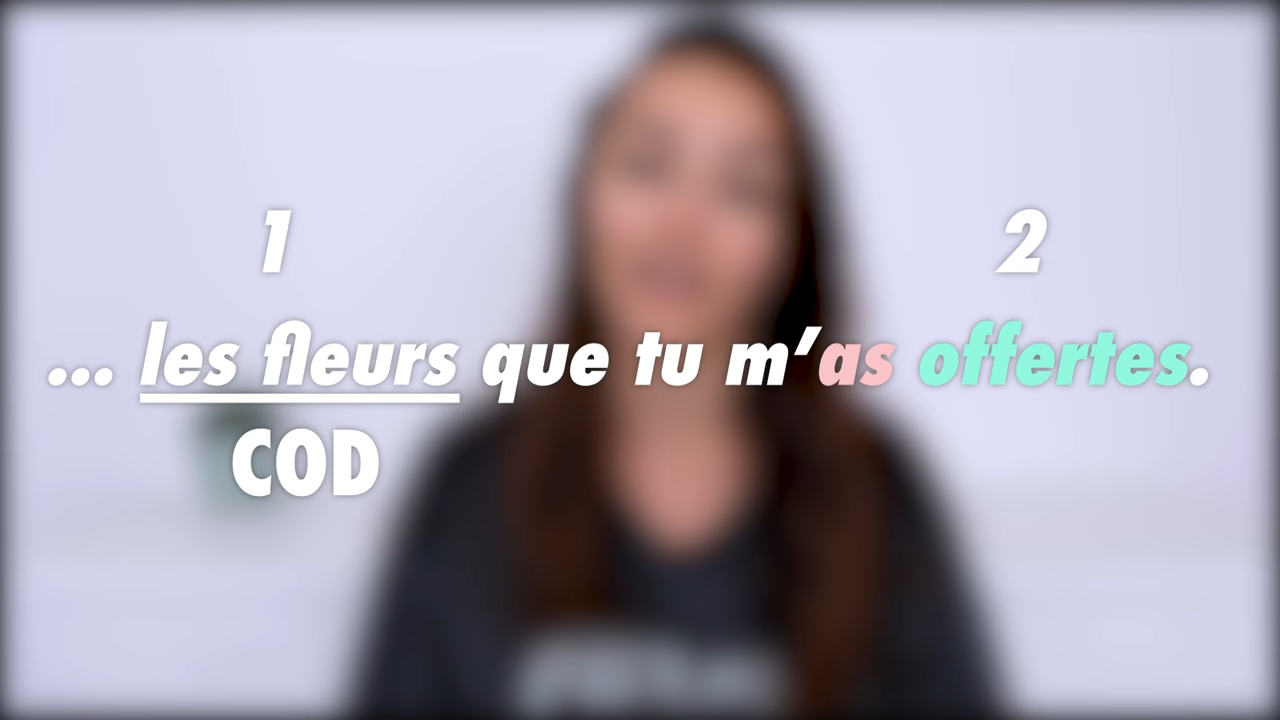 1 2
... les fleurs que tu m’as offertes.
COD